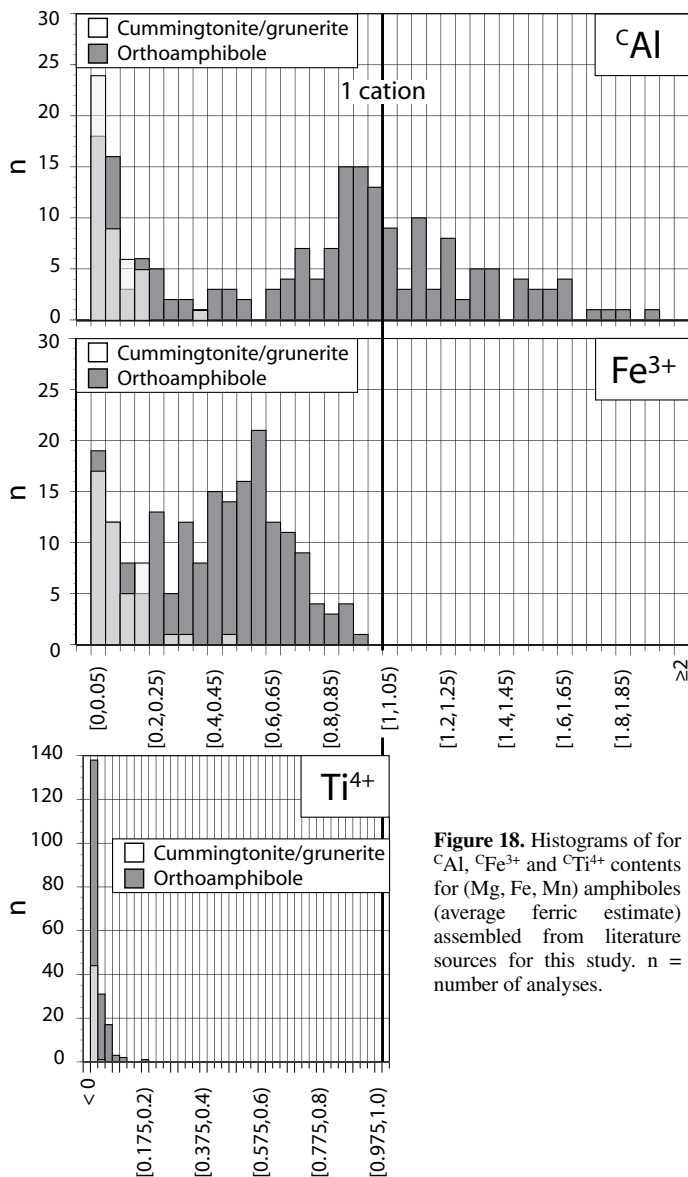 30
Cummingtonite/grunerite
Orthoamphibole
ᶜAl
25
1 cation
20
n
15
10
5
0
30
Cummingtonite/grunerite
Orthoamphibole
Fe³⁺
25
20
n
15
10
5
0
[0,0.05)
[0.2,0.25)
[0.4,0.45)
[0.6,0.65)
[0.8,0.85)
[1,1.05)
[1.2,1.25)
[1.4,1.45)
[1.6,1.65)
[1.8,1.85)
≥2
140
Ti⁴⁺
120
100
Cummingtonite/grunerite
Orthoamphibole
80
n
60
40
20
0
< 0
[0.175,0.2)
[0.375,0.4)
[0.575,0.6)
[0.775,0.8)
[0.975,1.0)
Figure 18. Histograms of for
ᶜAl, ᶜFe³⁺ and ᶜTi⁴⁺ contents
for (Mg, Fe, Mn) amphiboles
(average ferric estimate)
assembled from literature
sources for this study. n =
number of analyses.